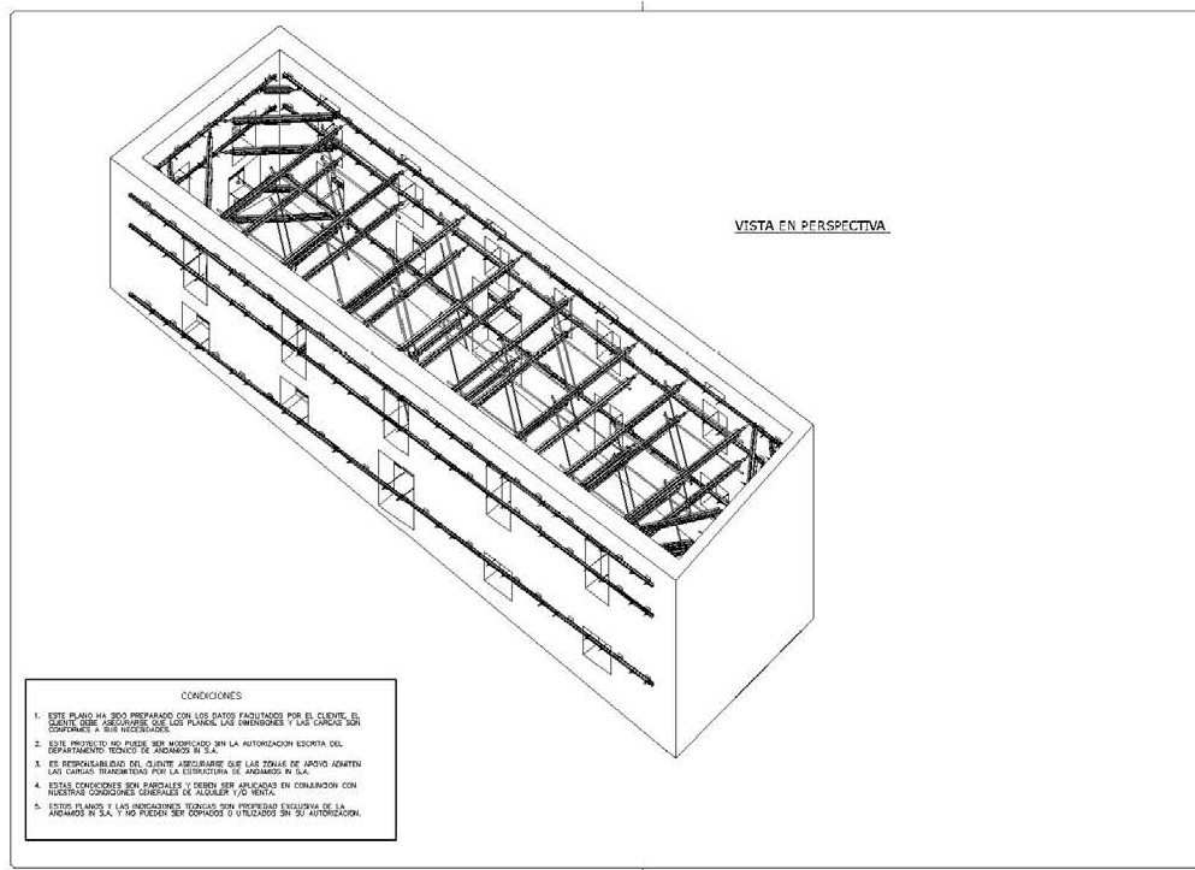 VISTA EN PERSPECTIVA
CONDICIONES
1. ESTE PLANO HA SIDO PREPARADO CON LOS DATOS FACILITADOS POR EL CLIENTE. EL
CLIENTE DEBE ASEGURARSE QUE LOS PLANOS, LAS DIMENSIONES Y LAS CARGAS SON
CONFORMES A SUS NECESIDADES.
2. ESTE PROYECTO NO PUEDE SER MODIFICADO SIN LA AUTORIZACION ESCRITA DEL
DEPARTAMENTO TECNICO DE ANDAMIOS IN S.A.
3. ES RESPONSABILIDAD DEL CLIENTE ASEGURARSE QUE LAS ZONAS DE APOYO ADMITEN
LAS CARGAS TRANSMITIDAS POR LA ESTRUCTURA DE ANDAMIOS IN S.A.
4. ESTAS CONDICIONES SON PARCIALES Y DEBEN SER APLICADAS EN CONJUNCION CON
NUESTRAS CONDICIONES GENERALES DE ALQUILER Y/O VENTA.
5. ESTOS PLANOS Y LAS INDICACIONES TECNICAS SON PROPIEDAD EXCLUSIVA DE LA
ANDAMIOS IN S.A. Y NO PUEDEN SER COPIADOS O UTILIZADOS SIN SU AUTORIZACION.